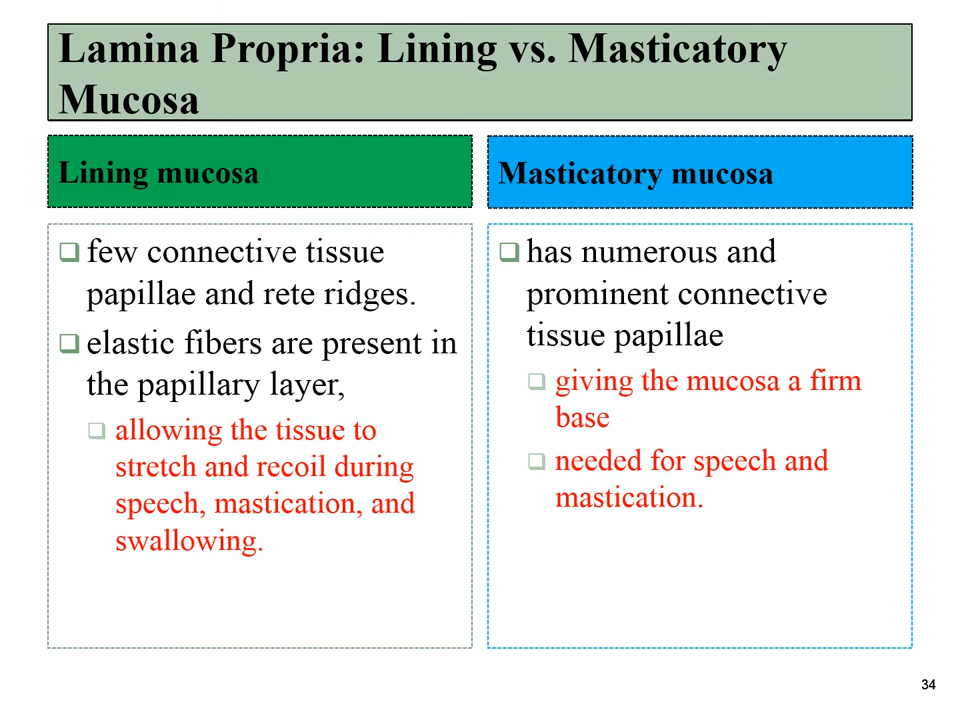 Lamina Propria: Lining vs. Masticatory
Mucosa
Lining mucosa
few connective tissue
papillae and rete ridges.
elastic fibers are present in
the papillary layer,
allowing the tissue to
stretch and recoil during
speech, mastication, and
swallowing.
Masticatory mucosa
has numerous and
prominent connective
tissue papillae
giving the mucosa a firm
base
needed for speech and
mastication.
34